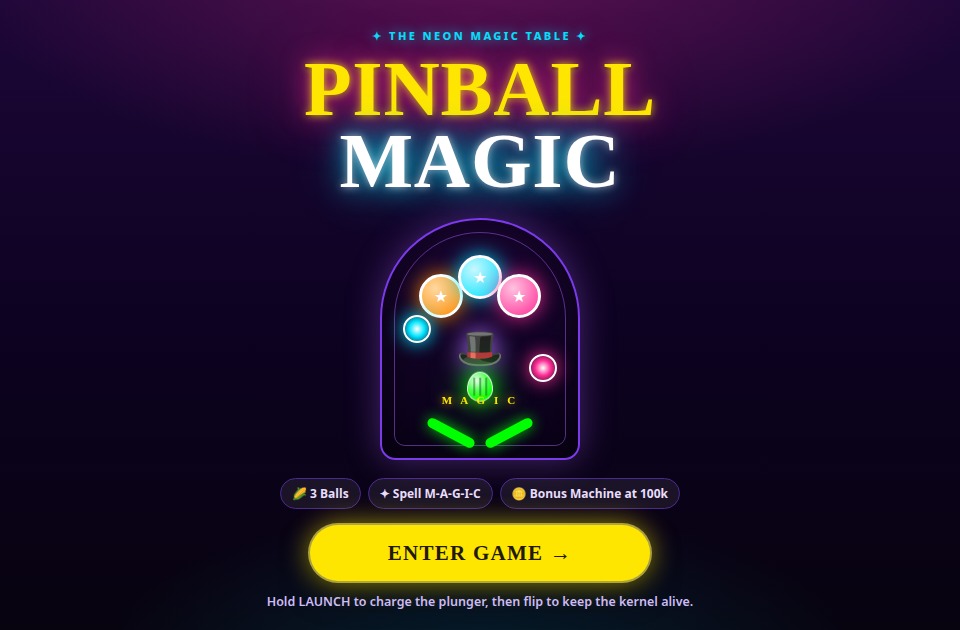 ✦ THE NEON MAGIC TABLE ✦
PINBALL
MAGIC
MAGIC
3 Balls
✦ Spell M-A-G-I-C
Bonus Machine at 100k
ENTER GAME →
Hold LAUNCH to charge the plunger, then flip to keep the kernel alive.